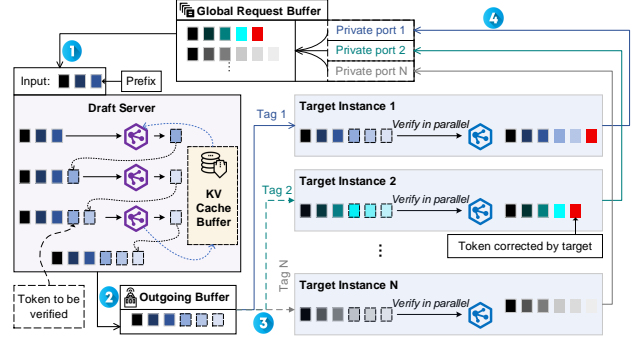 Global Request Buffer
Private port 1
Private port 2
Private port N
4
1
Input:
Prefix
Draft Server
KV
Cache
Buffer
Token to be
verified
2
Outgoing Buffer
3
Tag 1
Tag 2
Tag N
Target Instance 1
Verify in parallel
Target Instance 2
Verify in parallel
Token corrected by target
Target Instance N
Verify in parallel